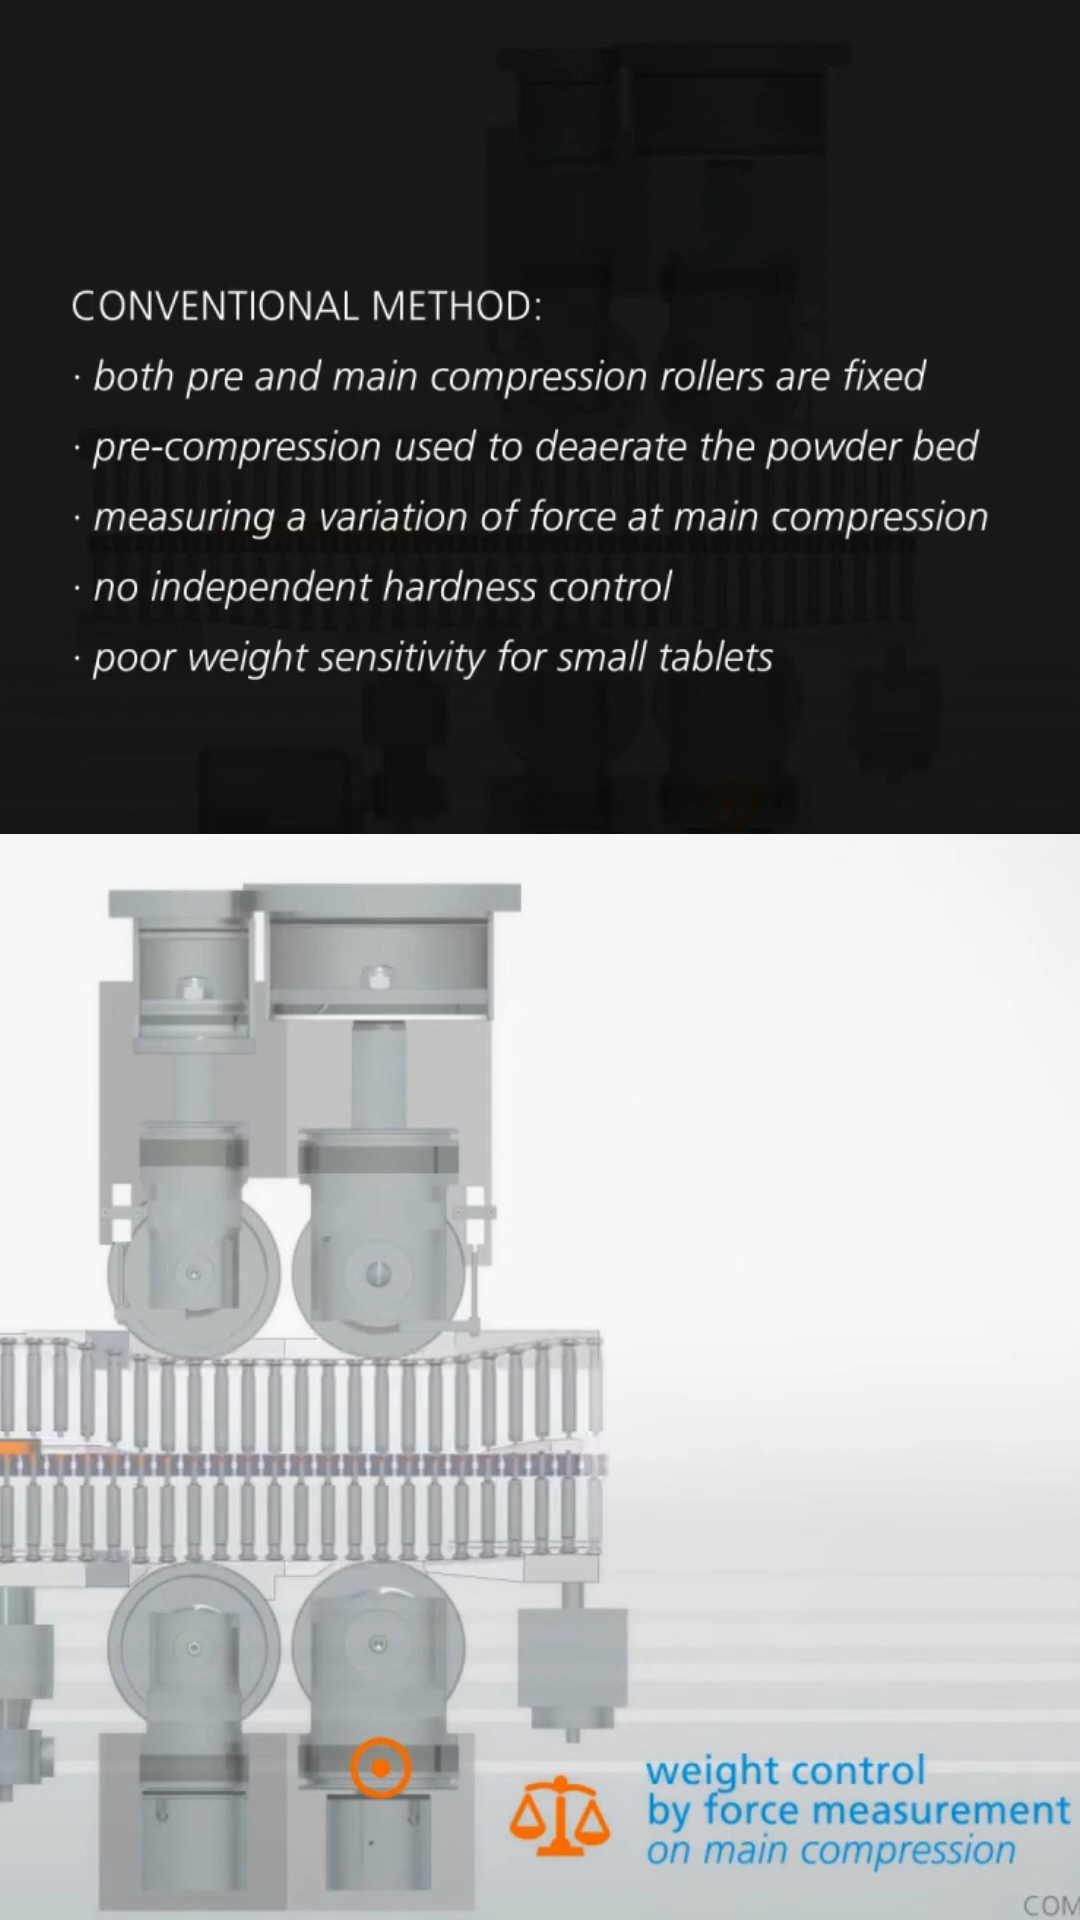 CONVENTIONAL METHOD:
· both pre and main compression rollers are fixed
· pre-compression used to deaerate the powder bed
· measuring a variation of force at main compression
· no independent hardness control
· poor weight sensitivity for small tablets
weight control
by force measurement
on main compression
COM